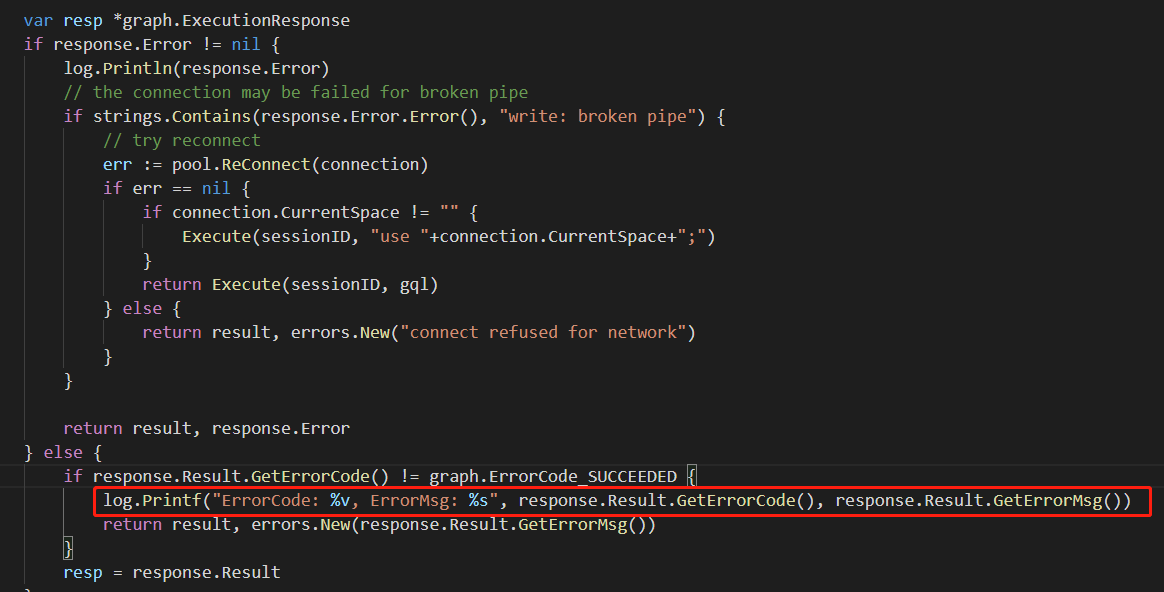 var resp *graph.ExecutionResponse
if response.Error != nil {
    log.Println(response.Error)
    // the connection may be failed for broken pipe
    if strings.Contains(response.Error.Error(), "write: broken pipe") {
        // try reconnect
        err := pool.ReConnect(connection)
        if err == nil {
            if connection.CurrentSpace != "" {
                Execute(sessionID, "use "+connection.CurrentSpace+";")
            }
            return Execute(sessionID, gql)
        } else {
            return result, errors.New("connect refused for network")
        }
    }
    return result, response.Error
} else {
    if response.Result.GetErrorCode() != graph.ErrorCode_SUCCEEDED {
        log.Printf("ErrorCode: %v, ErrorMsg: %s", response.Result.GetErrorCode(), response.Result.GetErrorMsg())
        return result, errors.New(response.Result.GetErrorMsg())
    }
    resp = response.Result